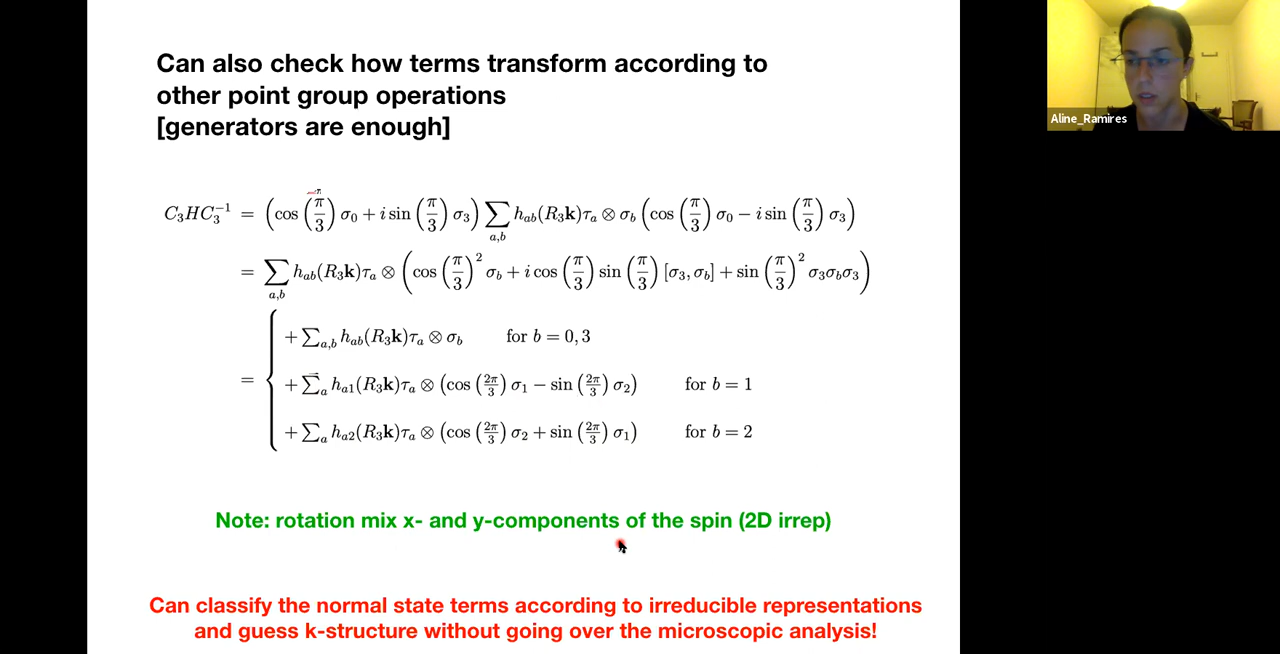 Can also check how terms transform according to
other point group operations
[generators are enough]
C₃HC₃⁻¹ = (cos(π/3)σ₀ + i sin(π/3)σ₃) ∑_{a,b} h_{ab}(R₃𝐤)τ_a ⊗ σ_b (cos(π/3)σ₀ − i sin(π/3)σ₃)
= ∑_{a,b} h_{ab}(R₃𝐤)τ_a ⊗ (cos(π/3)² σ_b + i cos(π/3) sin(π/3) [σ₃, σ_b] + sin(π/3)² σ₃σ_bσ₃)
+ ∑_{a,b} h_{ab}(R₃𝐤)τ_a ⊗ σ_b for b = 0, 3
= { + ∑_a h_{a1}(R₃𝐤)τ_a ⊗ (cos(2π/3)σ₁ − sin(2π/3)σ₂) for b = 1
+ ∑_a h_{a2}(R₃𝐤)τ_a ⊗ (cos(2π/3)σ₂ + sin(2π/3)σ₁) for b = 2
Note: rotation mix x- and y-components of the spin (2D irrep)
Can classify the normal state terms according to irreducible representations
and guess k-structure without going over the microscopic analysis!
Aline_Ramires